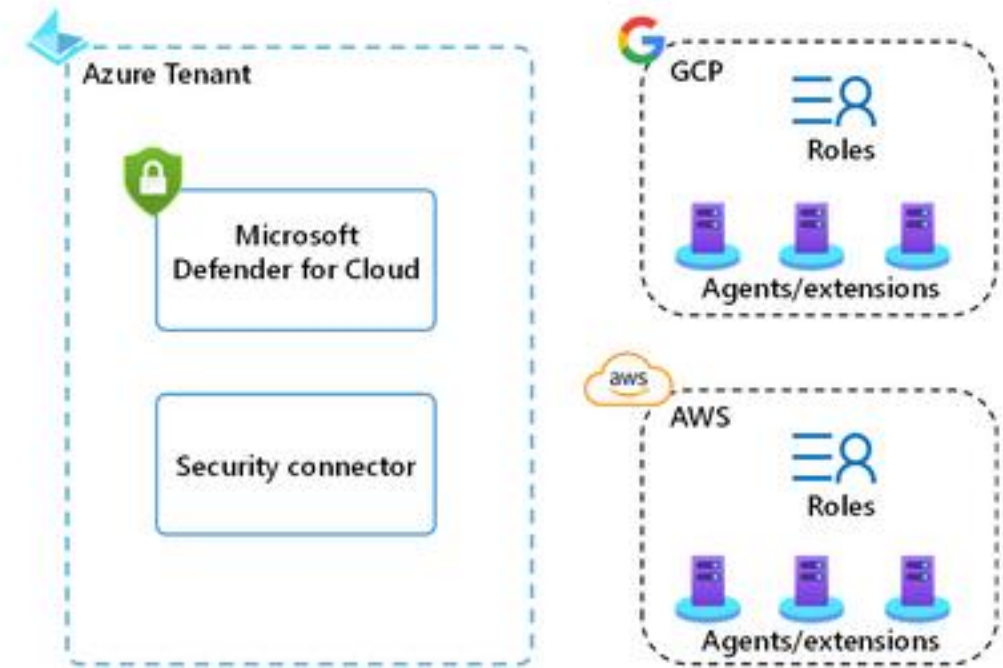 Azure Tenant
Microsoft
Defender for Cloud
Security connector
GCP
Roles
Agents/extensions
aws
AWS
Roles
Agents/extensions